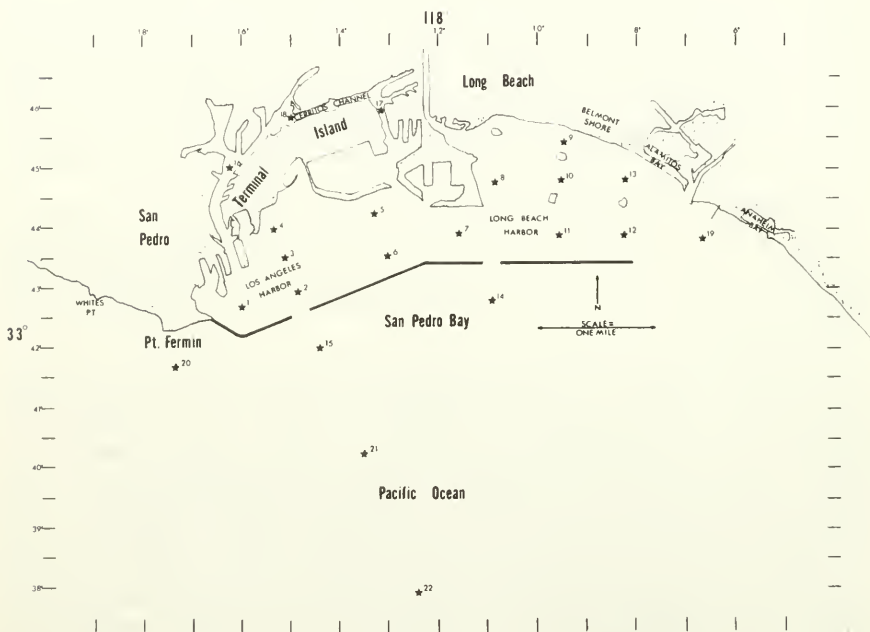 118
18'
16'
14'
12'
10'
8'
6'
Long Beach
46'
CERRITOS CHANNEL
17
18
Island
BELMONT
SHORE
9
45'
ALAMITOS
BAY
Terminal
8
10
13
San
Pedro
5
4
44'
LONG BEACH
HARBOR
7
11
12
19
ANAHEIM
BAY
3
6
LOS ANGELES
HARBOR
43'
WHITES
PT
1
2
14
N
SCALE =
ONE MILE
San Pedro Bay
33°
Pt. Fermin
42'
15
20
41'
21
40'
Pacific Ocean
39'
38'
22